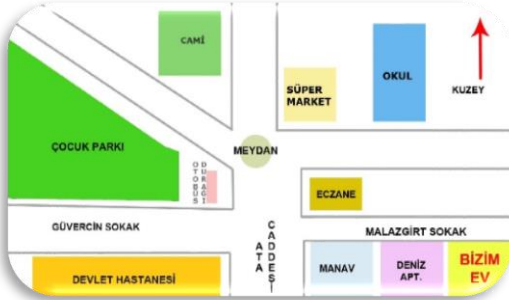 CAMİ
SÜPER
MARKET
OKUL
KUZEY
ÇOCUK PARKI
MEYDAN
OTOBÜS
DURAĞI
ECZANE
GÜVERCİN SOKAK
ATA
CADDESİ
MALAZGİRT SOKAK
DEVLET HASTANESİ
MANAV
DENİZ
APT.
BİZİM
EV